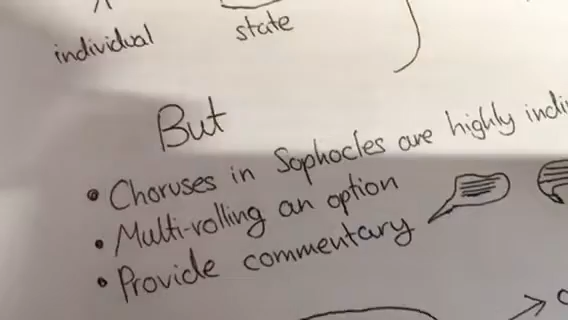 individual
state
But
• Choruses in Sophocles are highly
• Multi-rolling an option
• Provide commentary